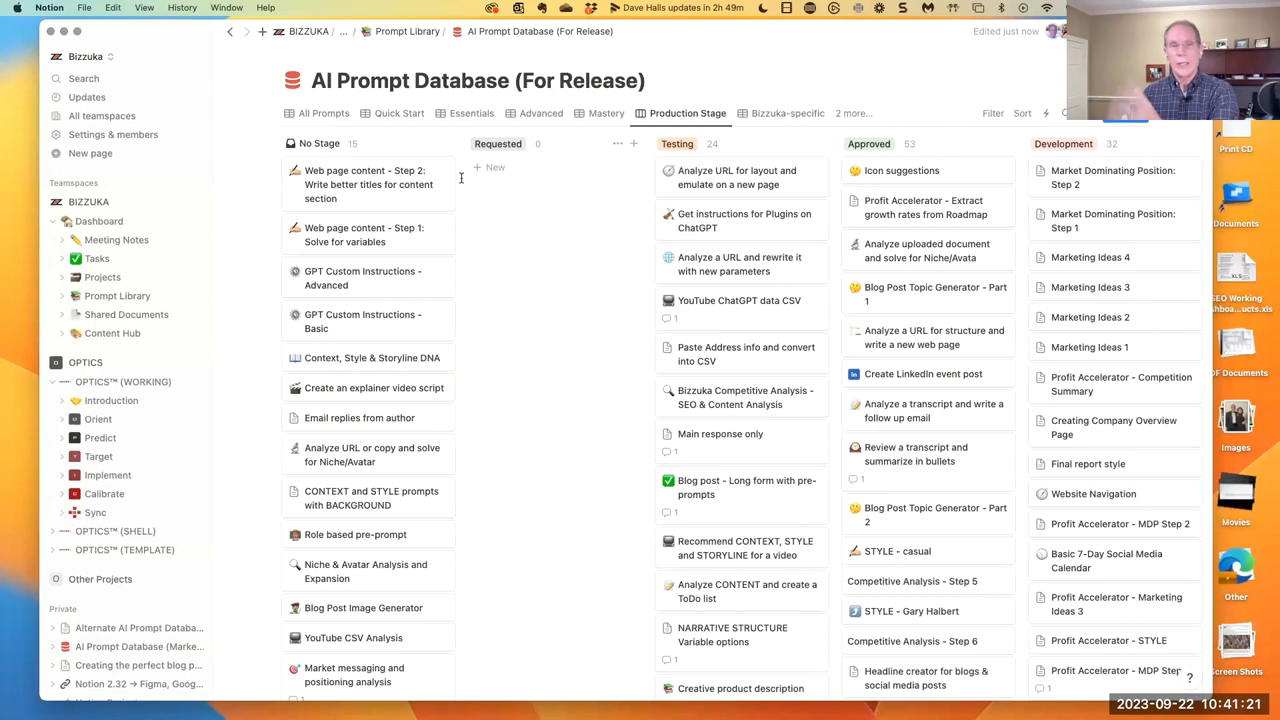 Notion File Edit View History Window Help
Dave Halls updates in 2h 49m
BIZZUKA / ... / Prompt Library / AI Prompt Database (For Release)
Edited just now
Bizzuka
Search
Updates
All teamspaces
Settings & members
New page
Teamspaces
BIZZUKA
Dashboard
Meeting Notes
Tasks
Projects
Prompt Library
Shared Documents
Content Hub
OPTICS
OPTICS™ (WORKING)
Introduction
Orient
Predict
Target
Implement
Calibrate
Sync
OPTICS™ (SHELL)
OPTICS™ (TEMPLATE)
Other Projects
Private
Alternate AI Prompt Databa...
AI Prompt Database (Marke...
Creating the perfect blog p...
Notion 2.32 → Figma, Goog...
AI Prompt Database (For Release)
All Prompts Quick Start Essentials Advanced Mastery Production Stage Bizzuka-specific 2 more...
Filter Sort
No Stage 15
Web page content - Step 2:
Write better titles for content
section
Web page content - Step 1:
Solve for variables
GPT Custom Instructions -
Advanced
GPT Custom Instructions -
Basic
Context, Style & Storyline DNA
Create an explainer video script
Email replies from author
Analyze URL or copy and solve
for Niche/Avatar
CONTEXT and STYLE prompts
with BACKGROUND
Role based pre-prompt
Niche & Avatar Analysis and
Expansion
Blog Post Image Generator
YouTube CSV Analysis
Market messaging and
positioning analysis
1
Requested 0
+ New
Testing 24
Analyze URL for layout and
emulate on a new page
Get instructions for Plugins on
ChatGPT
Analyze a URL and rewrite it
with new parameters
YouTube ChatGPT data CSV
1
Paste Address info and convert
into CSV
Bizzuka Competitive Analysis -
SEO & Content Analysis
Main response only
1
Blog post - Long form with pre-
prompts
1
Recommend CONTEXT, STYLE
and STORYLINE for a video
Analyze CONTENT and create a
ToDo list
NARRATIVE STRUCTURE
Variable options
1
Creative product description
Approved 53
Icon suggestions
Profit Accelerator - Extract
growth rates from Roadmap
Analyze uploaded document
and solve for Niche/Avata
Blog Post Topic Generator - Part
1
Analyze a URL for structure and
write a new web page
Create LinkedIn event post
Analyze a transcript and write a
follow up email
Review a transcript and
summarize in bullets
1
Blog Post Topic Generator - Part
2
STYLE - casual
Competitive Analysis - Step 5
STYLE - Gary Halbert
Competitive Analysis - Step 6
Headline creator for blogs &
social media posts
Development 32
Market Dominating Position:
Step 2
Market Dominating Position:
Step 1
Marketing Ideas 4
Marketing Ideas 3
Marketing Ideas 2
Marketing Ideas 1
Profit Accelerator - Competition
Summary
Creating Company Overview
Page
Final report style
Website Navigation
Profit Accelerator - MDP Step 2
Basic 7-Day Social Media
Calendar
Profit Accelerator - Marketing
Ideas 3
Profit Accelerator - STYLE
Profit Accelerator - MDP Step
1
?
Print CD
Documents
XLS
SEO Working
ucts.xls
DF Documents
Images
Movies
Other
Screen Shots
2023-09-22 10:41:21